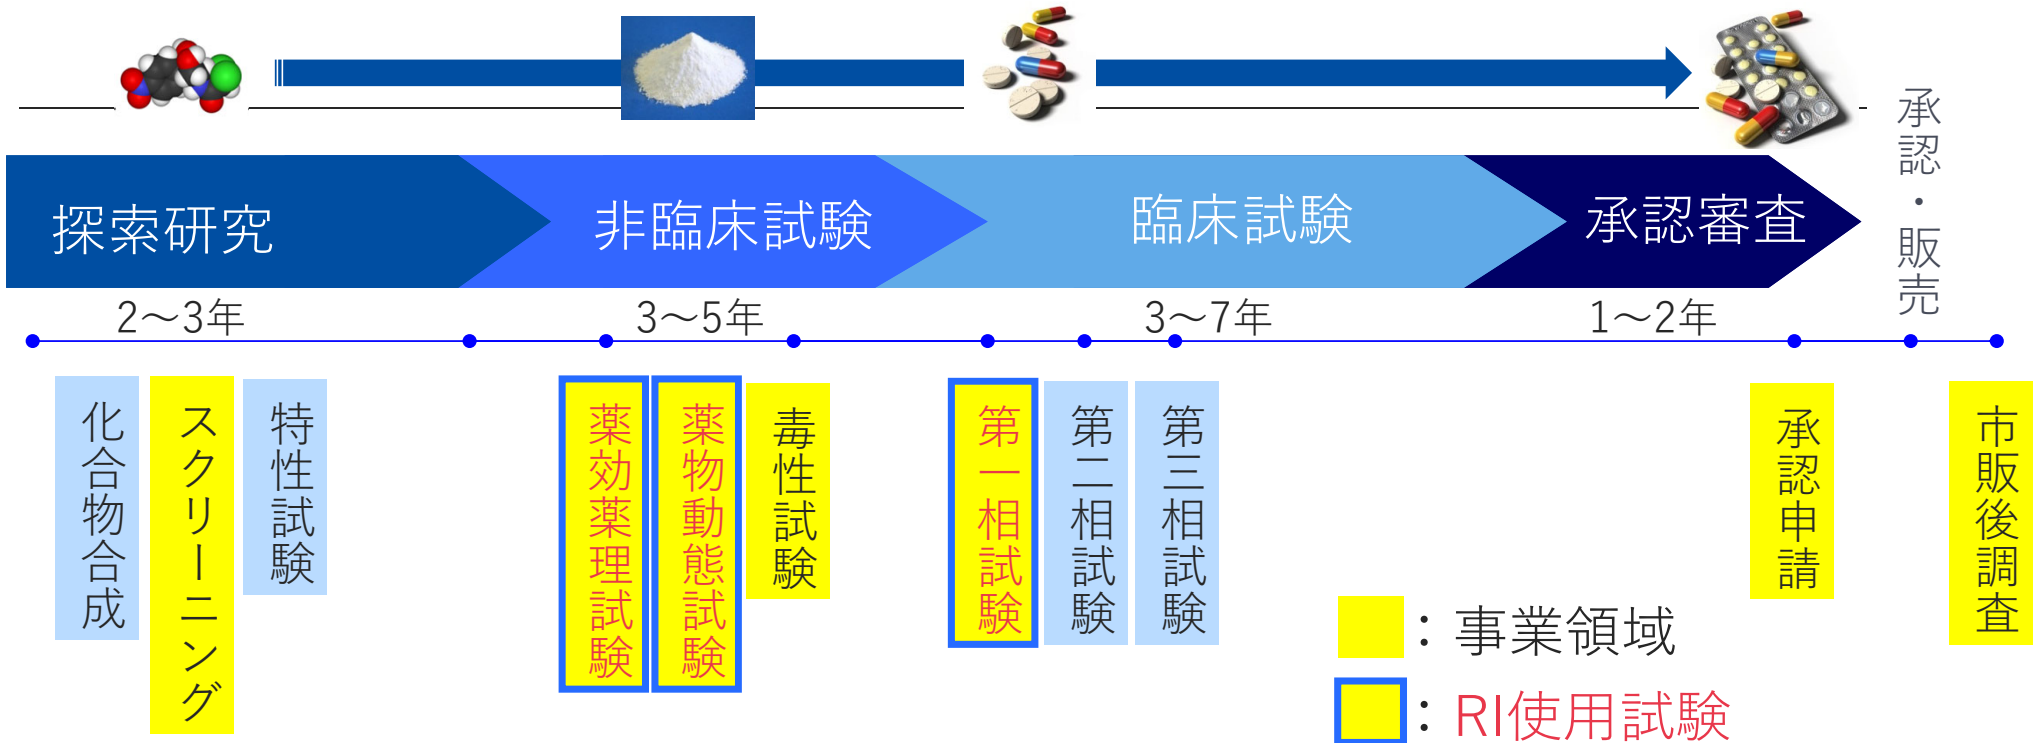 探索研究
非臨床試験
臨床試験
承認審査
承認・販売
2～3年
3～5年
3～7年
1～2年
化合物合成
スクリーニング
特性試験
薬効薬理試験
薬物動態試験
毒性試験
第一相試験
第二相試験
第三相試験
承認申請
市販後調査
：事業領域
：RI使用試験